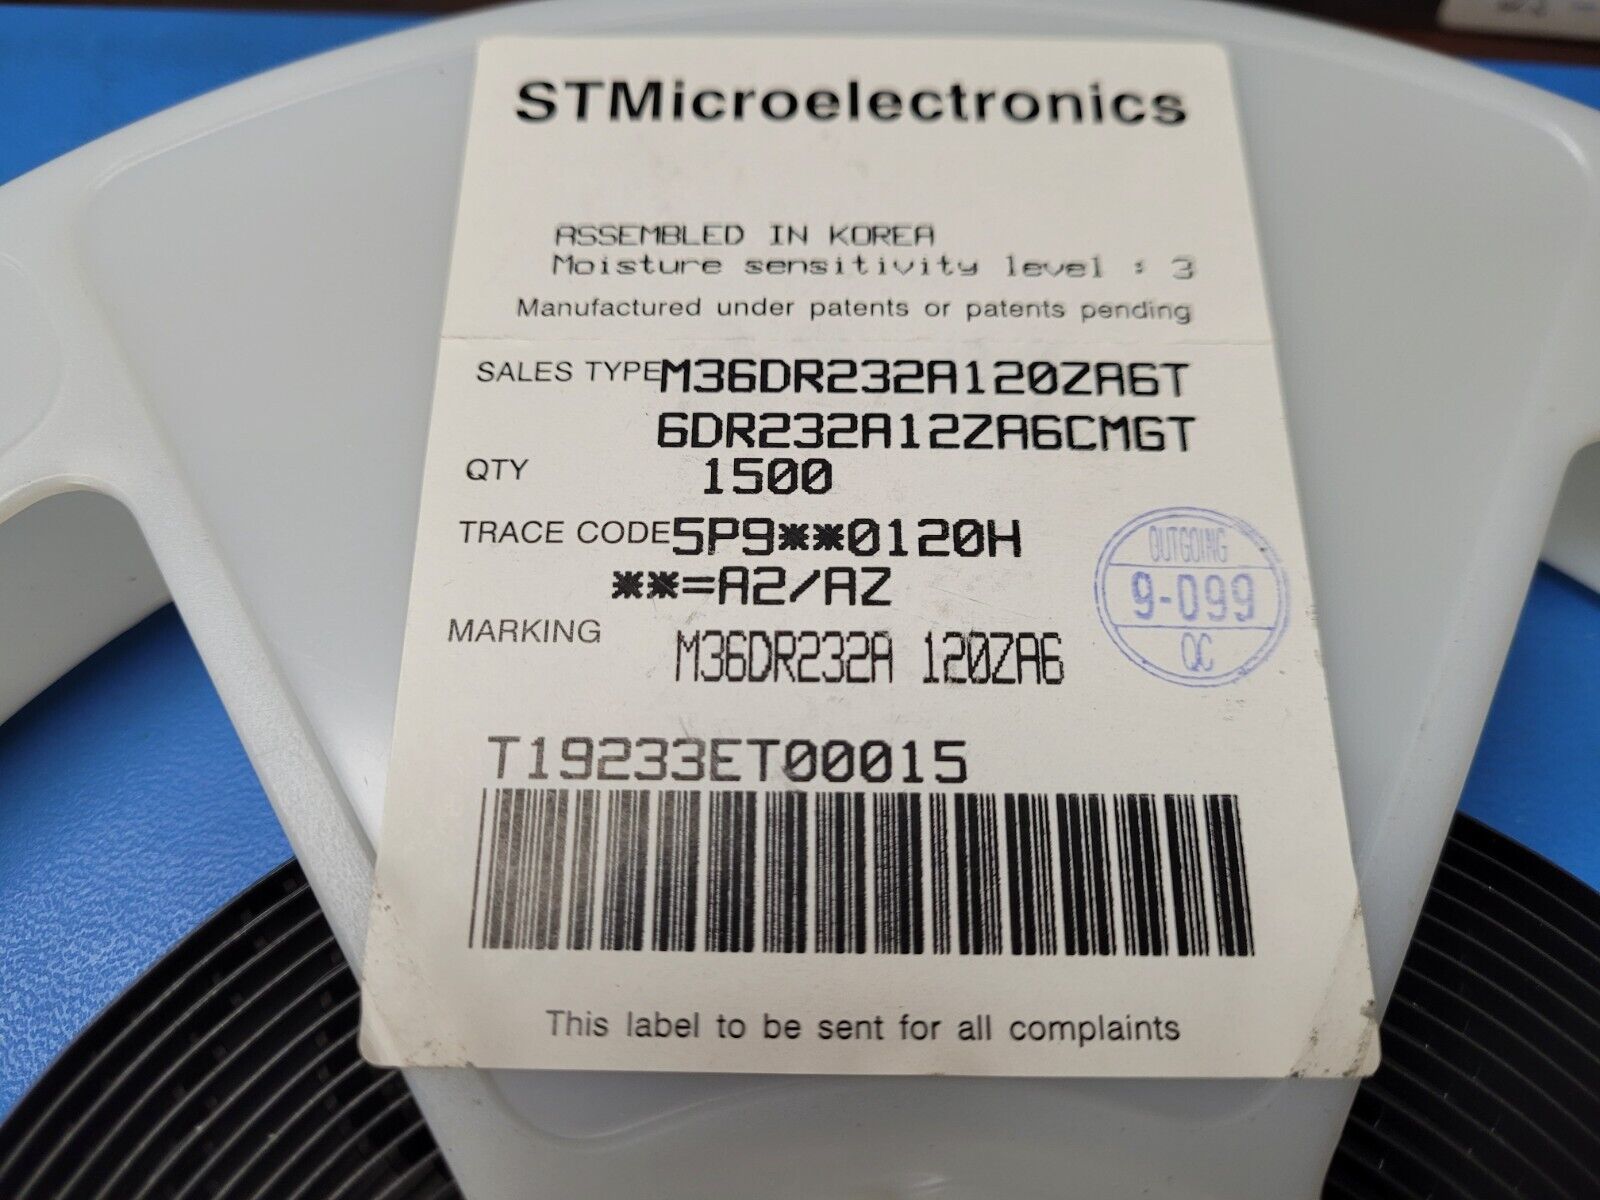 STMicroelectronics
ASSEMBLED IN KOREA
Moisture sensitivity level : 3
Manufactured under patents or patents pending
SALES TYPE M36DR232A120ZA6T
6DR232A12ZA6CMGT
QTY 1500
TRACE CODE 5P9**0120H
**=A2/AZ
OUTGOING
9-099
QC
MARKING M36DR232A 120ZA6
T19233ET00015
This label to be sent for all complaints